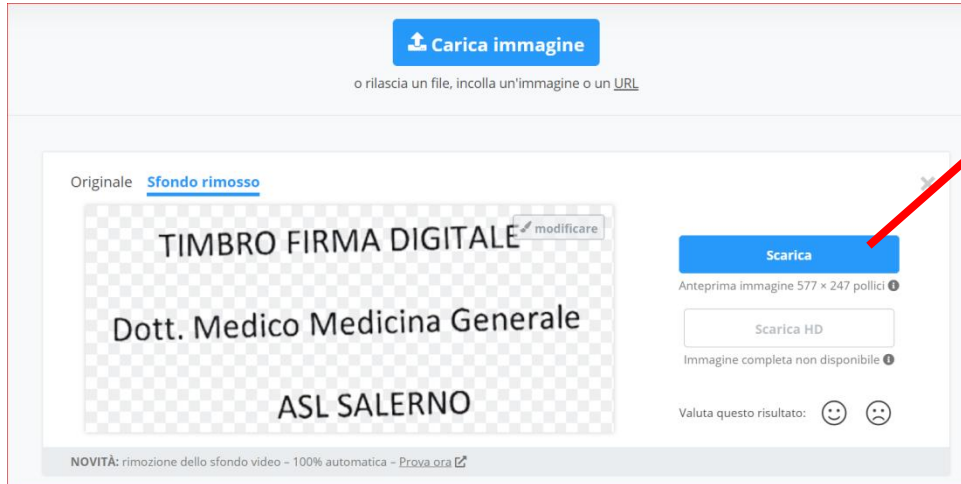 Carica immagine
o rilascia un file, incolla un'immagine o un URL
Originale Sfondo rimosso
modificare
TIMBRO FIRMA DIGITALE
Dott. Medico Medicina Generale
ASL SALERNO
Scarica
Anteprima immagine 577 × 247 pollici
Scarica HD
Immagine completa non disponibile
Valuta questo risultato:
NOVITÀ: rimozione dello sfondo video – 100% automatica – Prova ora